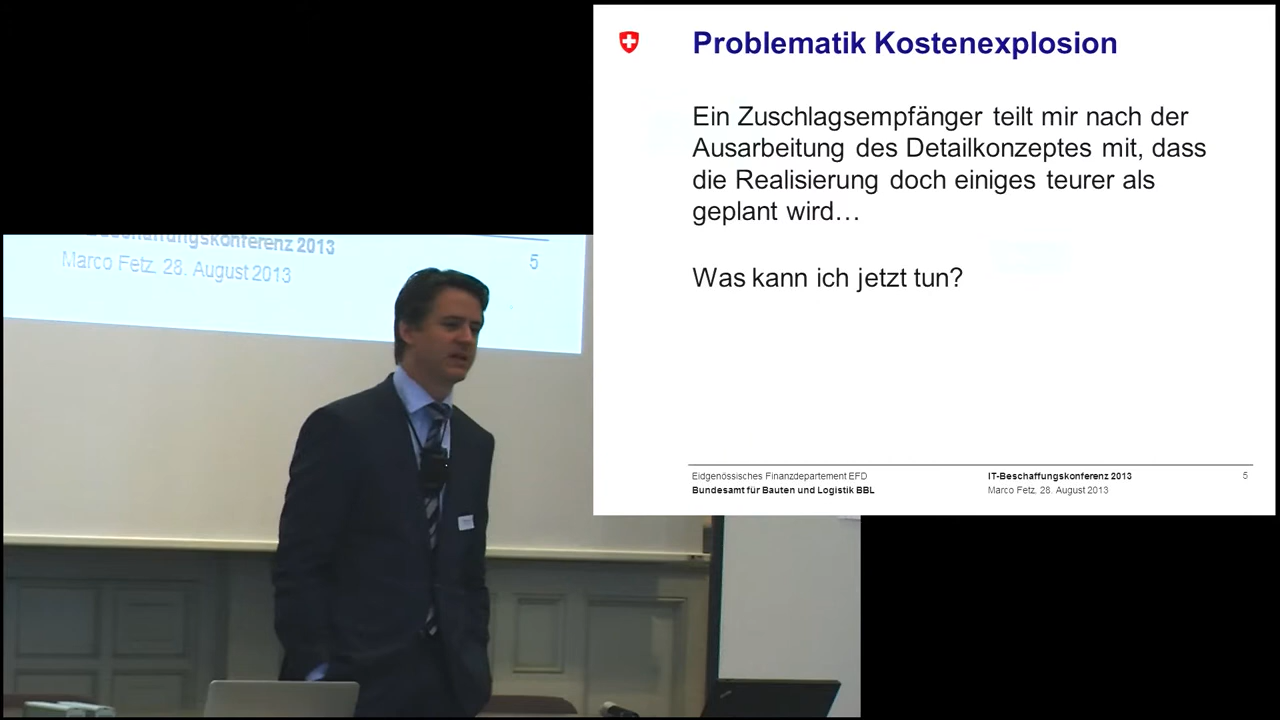 Problematik Kostenexplosion
Ein Zuschlagsempfänger teilt mir nach der
Ausarbeitung des Detailkonzeptes mit, dass
die Realisierung doch einiges teurer als
geplant wird…
Was kann ich jetzt tun?
Eidgenössisches Finanzdepartement EFD
Bundesamt für Bauten und Logistik BBL
IT-Beschaffungskonferenz 2013
Marco Fetz, 28. August 2013
5
Beschaffungskonferenz 2013
Marco Fetz, 28. August 2013
5